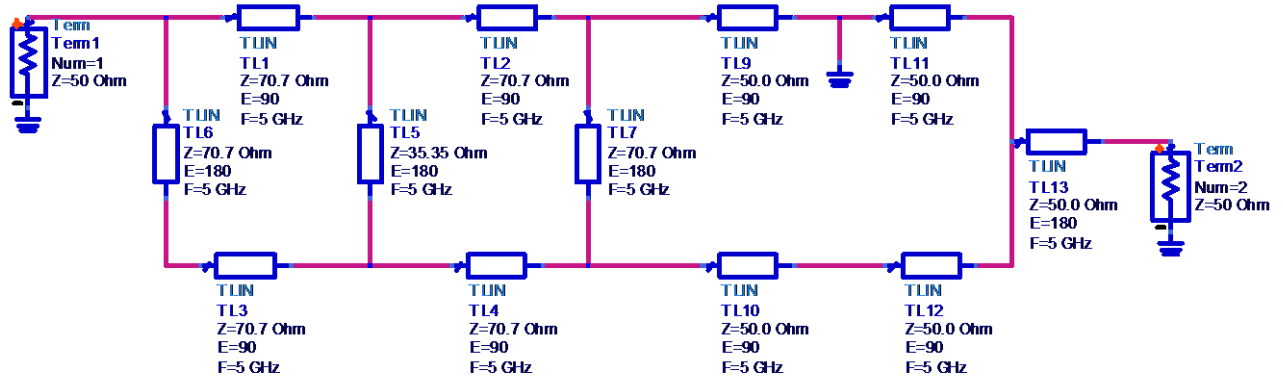 Term
Term1
Num=1
Z=50 Ohm
TLIN
TL1
Z=70.7 Ohm
E=90
F=5 GHz
TLIN
TL2
Z=70.7 Ohm
E=90
F=5 GHz
TLIN
TL9
Z=50.0 Ohm
E=90
F=5 GHz
TLIN
TL11
Z=50.0 Ohm
E=90
F=5 GHz
TLIN
TL6
Z=70.7 Ohm
E=180
F=5 GHz
TLIN
TL5
Z=35.35 Ohm
E=180
F=5 GHz
TLIN
TL7
Z=70.7 Ohm
E=180
F=5 GHz
TLIN
TL13
Z=50.0 Ohm
E=180
F=5 GHz
Term
Term2
Num=2
Z=50 Ohm
TLIN
TL3
Z=70.7 Ohm
E=90
F=5 GHz
TLIN
TL4
Z=70.7 Ohm
E=90
F=5 GHz
TLIN
TL10
Z=50.0 Ohm
E=90
F=5 GHz
TLIN
TL12
Z=50.0 Ohm
E=90
F=5 GHz